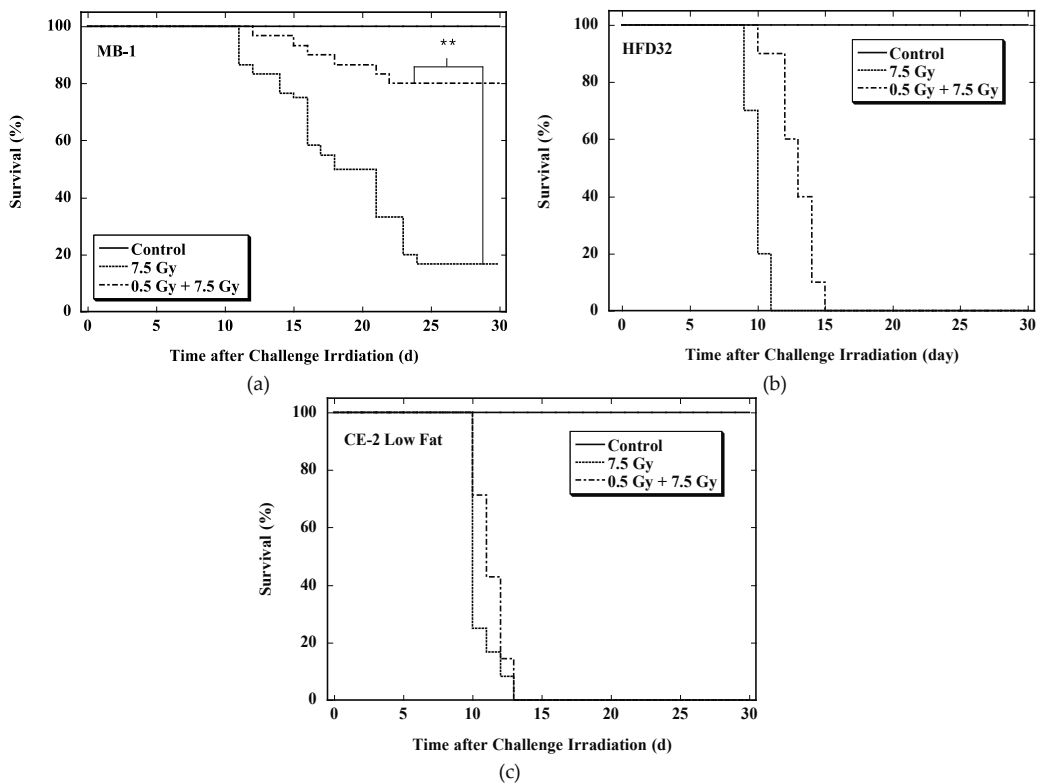 100
80
60
40
20
0
Survival (%)
MB-1
**
Control
7.5 Gy
0.5 Gy + 7.5 Gy
0 5 10 15 20 25 30
Time after Challenge Irrdiation (d)
(a)
100
80
60
40
20
0
Survival (%)
HFD32
Control
7.5 Gy
0.5 Gy + 7.5 Gy
0 5 10 15 20 25 30
Time after Challenge Irradiation (day)
(b)
100
80
60
40
20
0
Survival (%)
CE-2 Low Fat
Control
7.5 Gy
0.5 Gy + 7.5 Gy
0 5 10 15 20 25 30
Time after Challenge Irradiation (d)
(c)